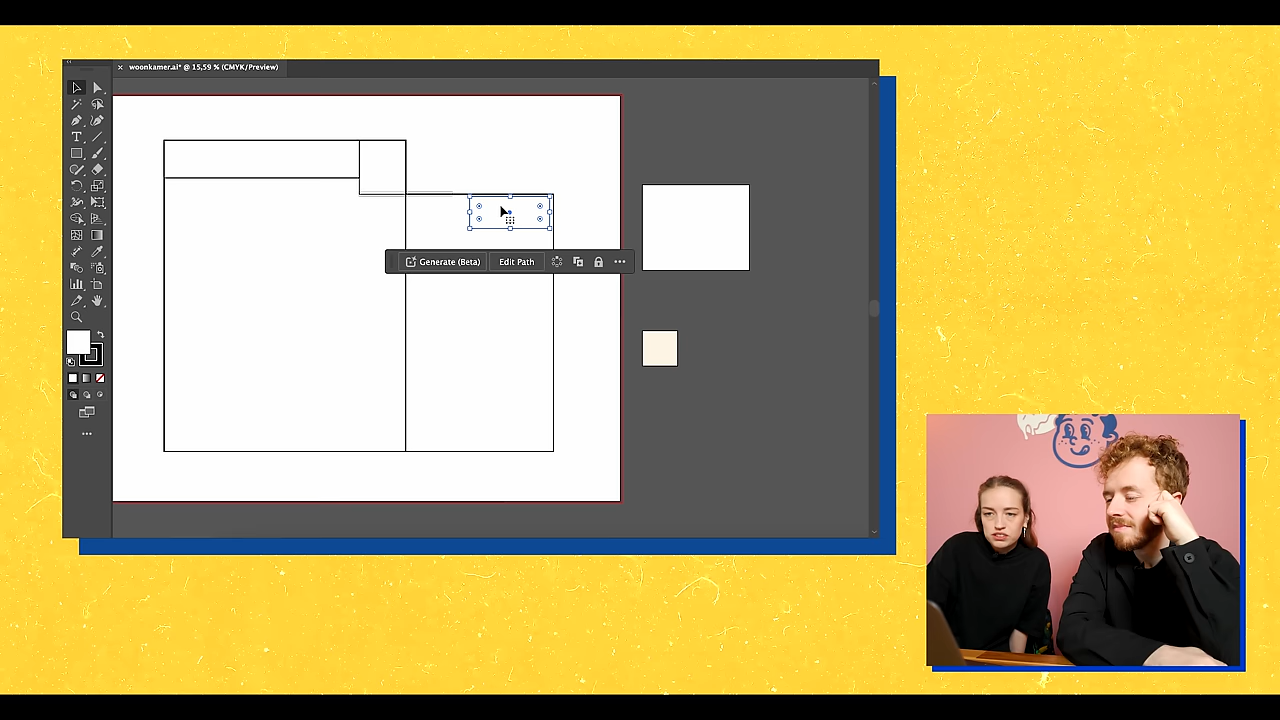 woonkamer.ai* @ 15,59 % (CMYK/Preview)
Generate (Beta) Edit Path